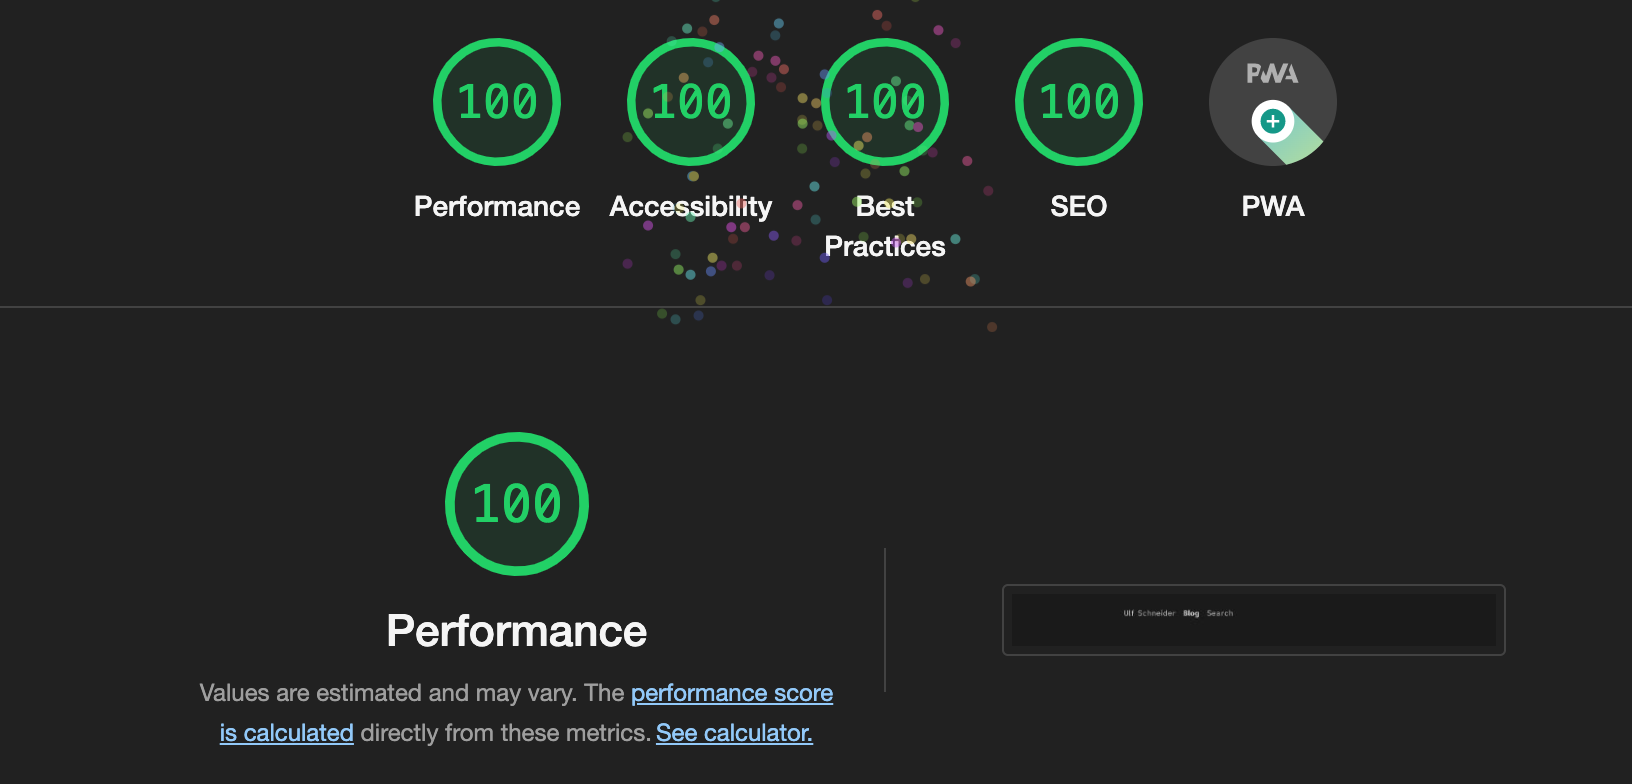 100 100 100 100 PWA
Performance Accessibility Best Practices SEO PWA
100
Performance
Values are estimated and may vary. The performance score
is calculated directly from these metrics. See calculator.
Ulf Schneider Blog Search